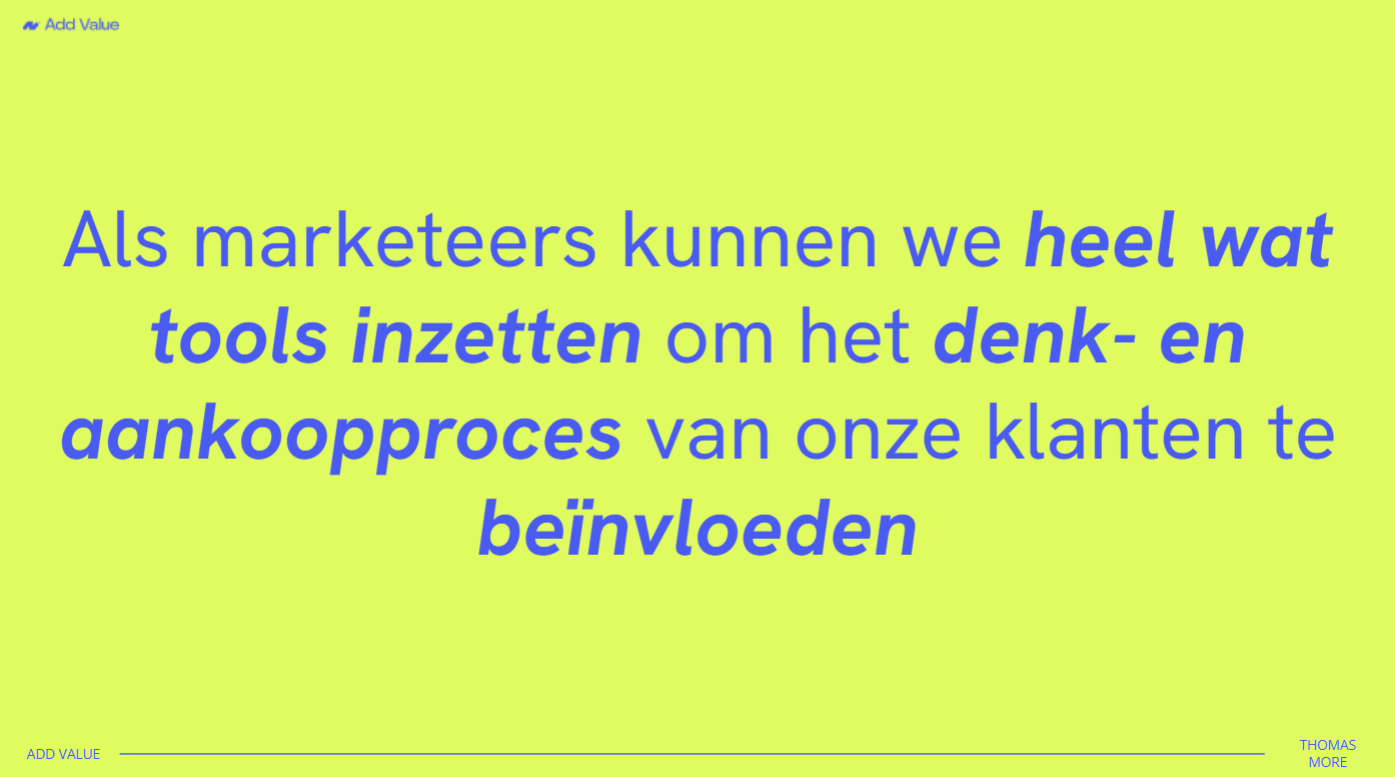 Add Value
Als marketeers kunnen we heel wat
tools inzetten om het denk- en
aankoopproces van onze klanten te
beïnvloeden
ADD VALUE
THOMAS
MORE